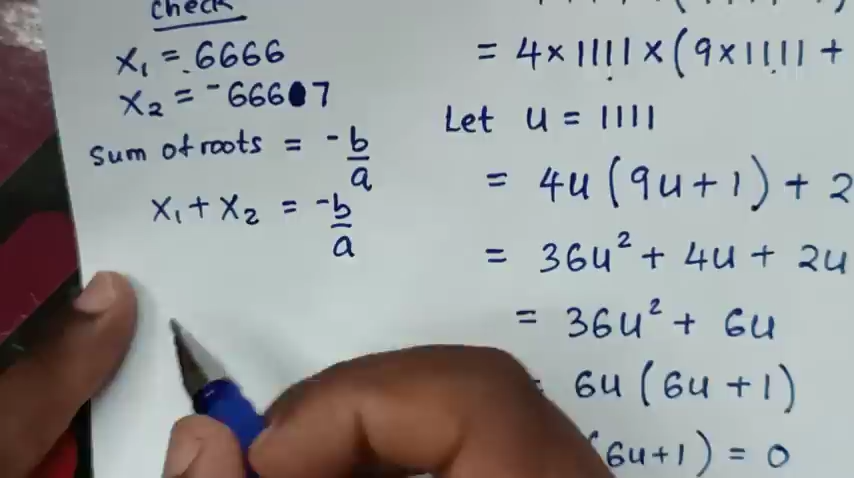 Check
x₁ = .6666
x₂ = ⁻66607
Sum of roots = -b/a
x₁ + x₂ = -b/a
= 4×1111×(9×1111 +
Let u = 1111
= 4u(9u+1) + 2
= 36u² + 4u + 2u
= 36u² + 6u
= 6u(6u+1)
(6u+1) = 0